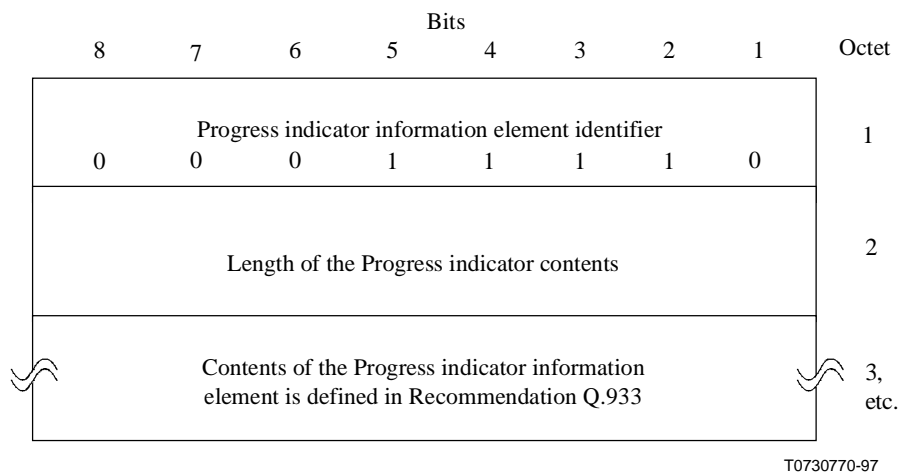 Bits
8 7 6 5 4 3 2 1 Octet
Progress indicator information element identifier
0 0 0 1 1 1 1 0
1
Length of the Progress indicator contents
2
Contents of the Progress indicator information
element is defined in Recommendation Q.933
3,
etc.
T0730770-97